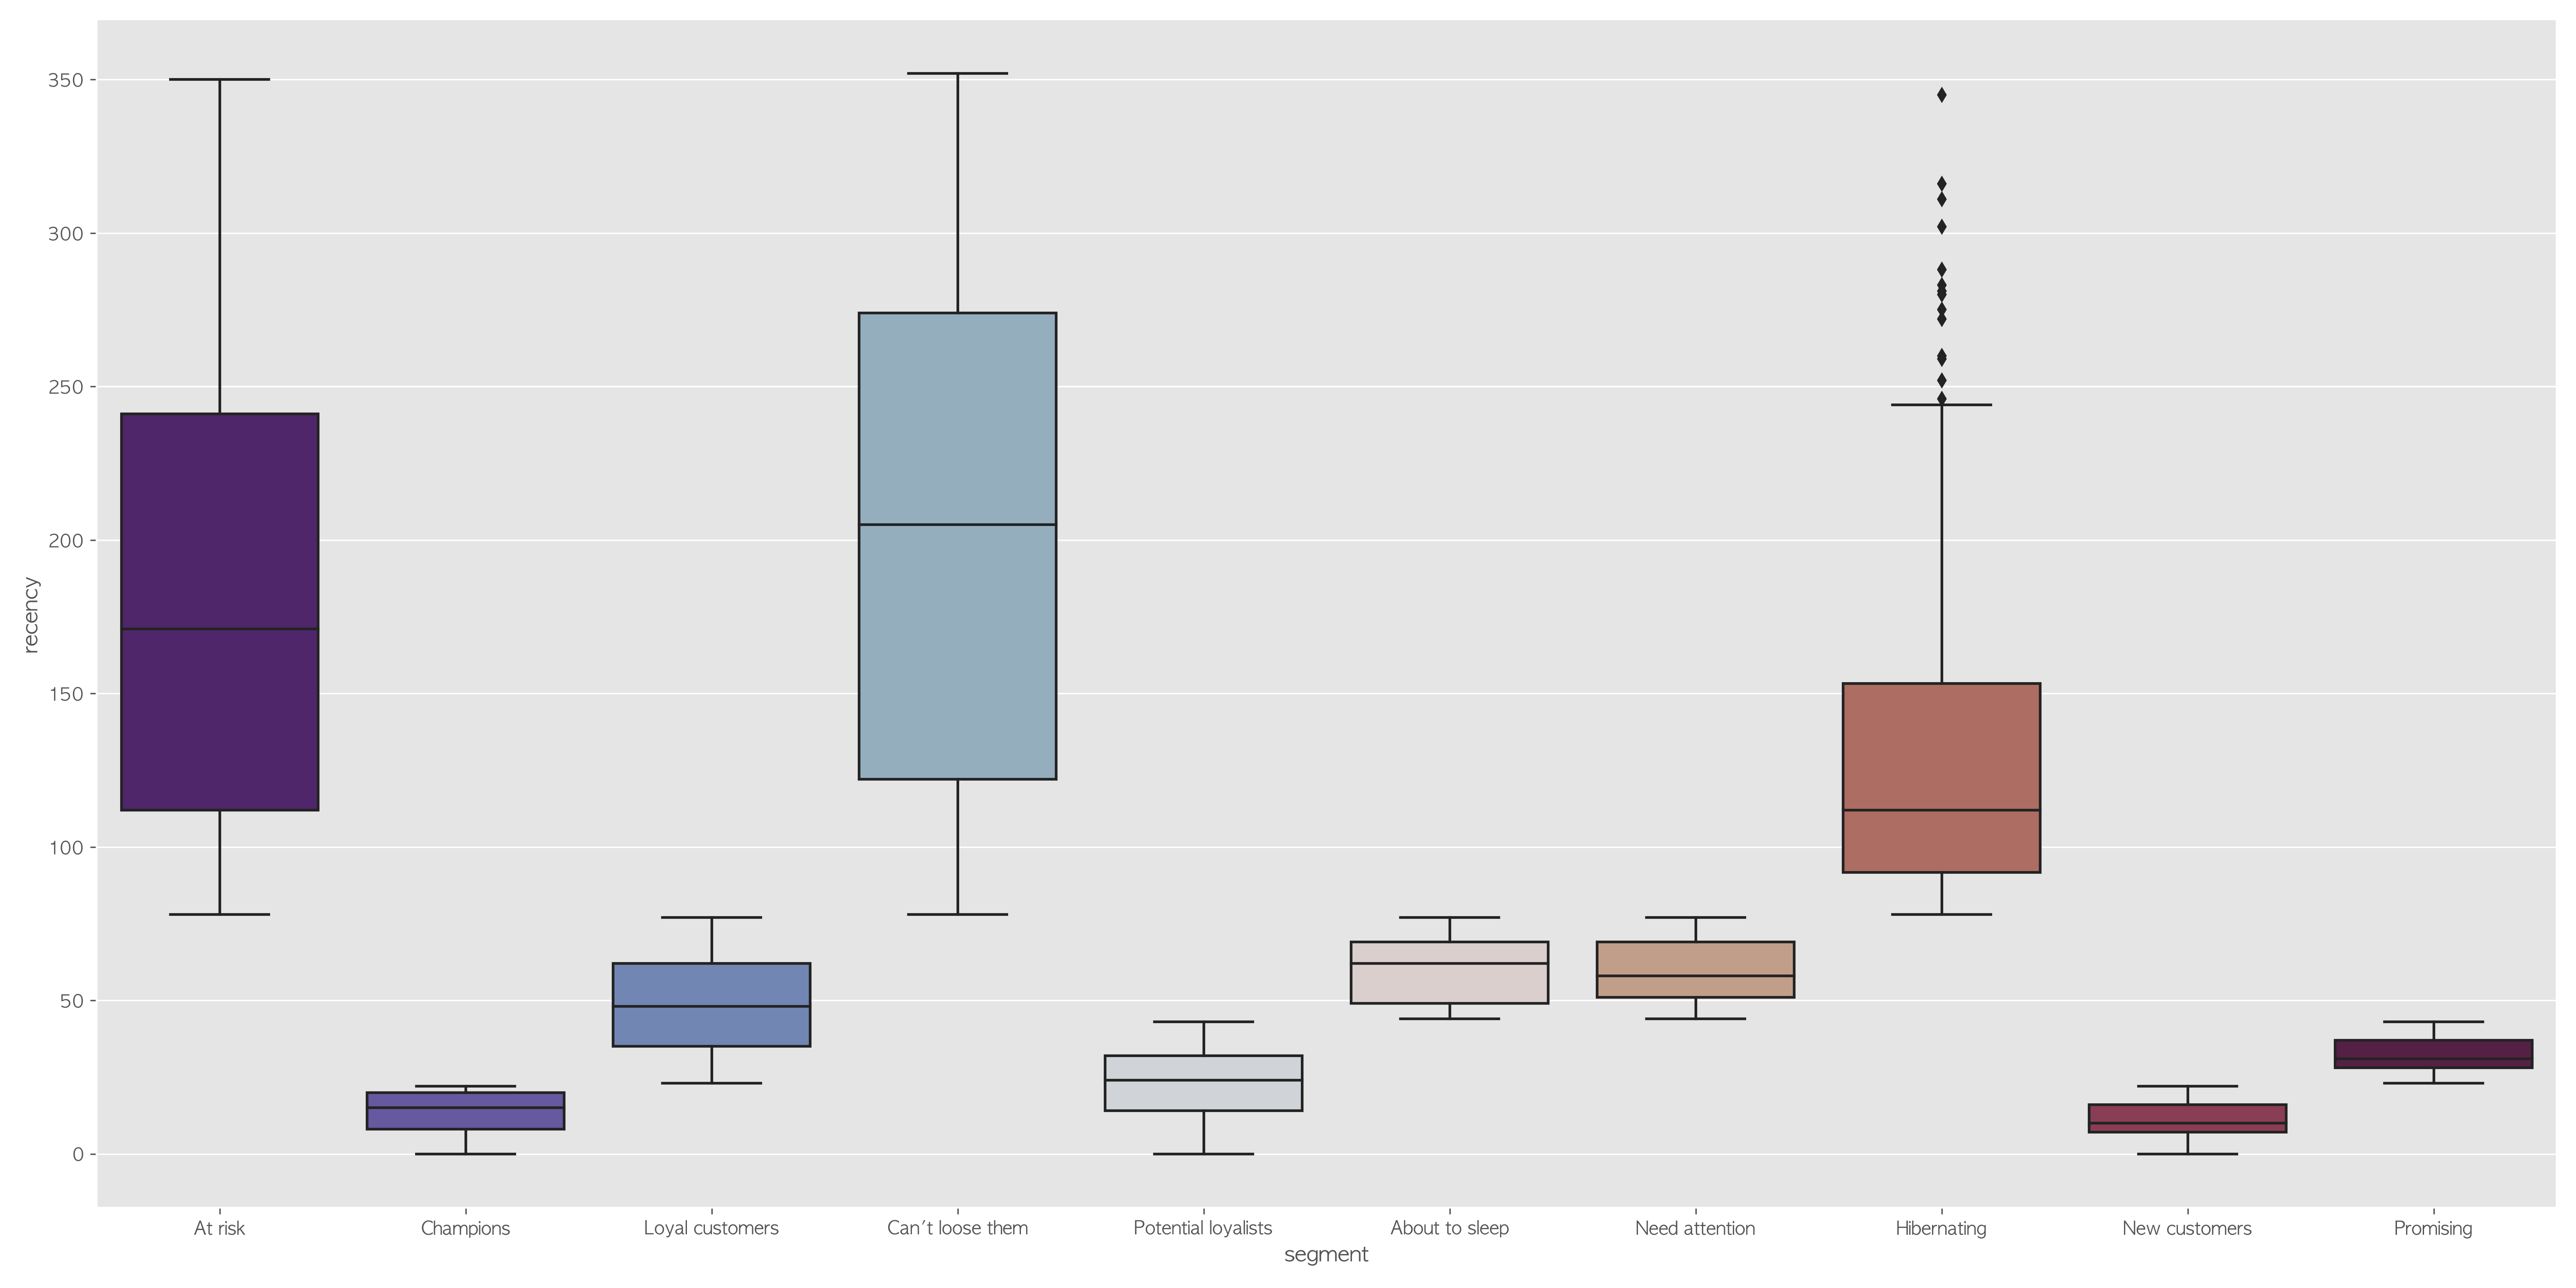 350
300
250
200
150
100
50
0
recency
At risk Champions Loyal customers Can't loose them Potential loyalists About to sleep Need attention Hibernating New customers Promising
segment